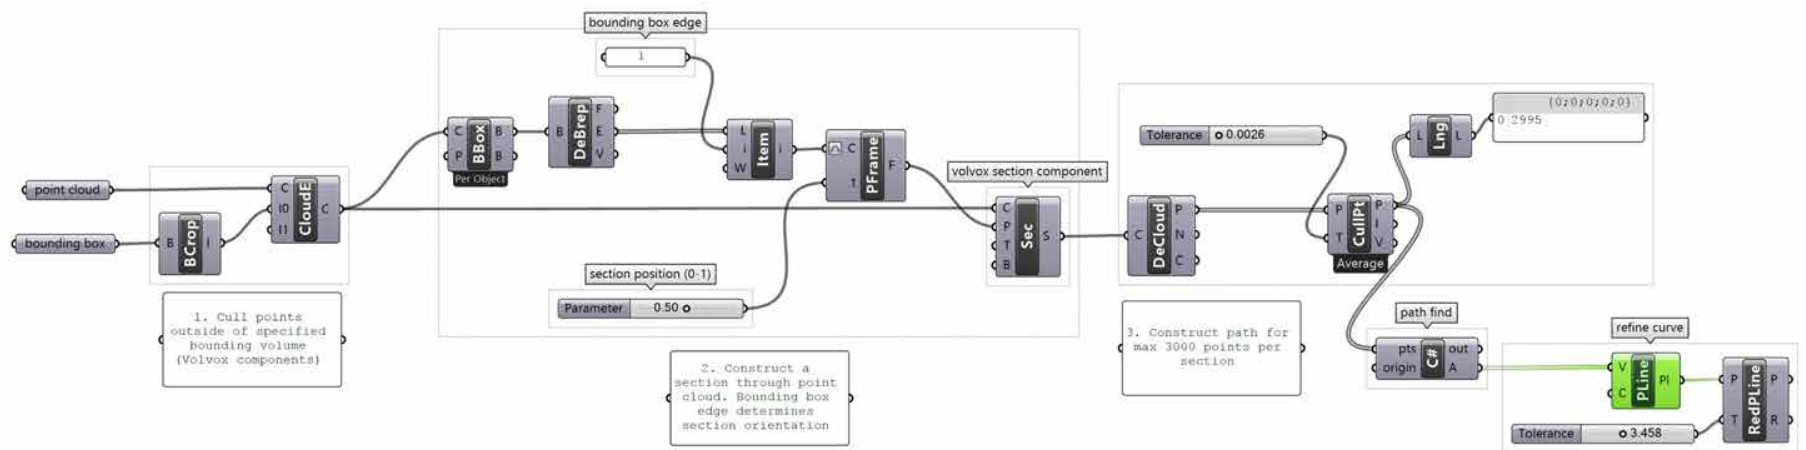 point cloud
bounding box
B
BCrop
I
C
I0
I1
CloudE
C
1. Cull points
outside of specified
bounding volume
(Volvox components)
bounding box edge
1
C
P
BBox
B
B
Per Object
B
DeBrep
F
E
V
L
i
W
Item
i
C
t
PFrame
F
section position (0-1)
Parameter
0.50
2. Construct a
section through point
cloud. Bounding box
edge determines
section orientation
volvox section component
C
P
T
B
Sec
S
C
DeCloud
P
N
C
Tolerance
0.0026
P
T
CullPt
P
I
V
Average
L
Lng
L
{0;0;0;0;0}
0 2995
3. Construct path for
max 3000 points per
section
path find
pts
origin
C#
out
A
refine curve
V
C
PLine
Pl
P
T
RedPLine
P
R
Tolerance
3.458